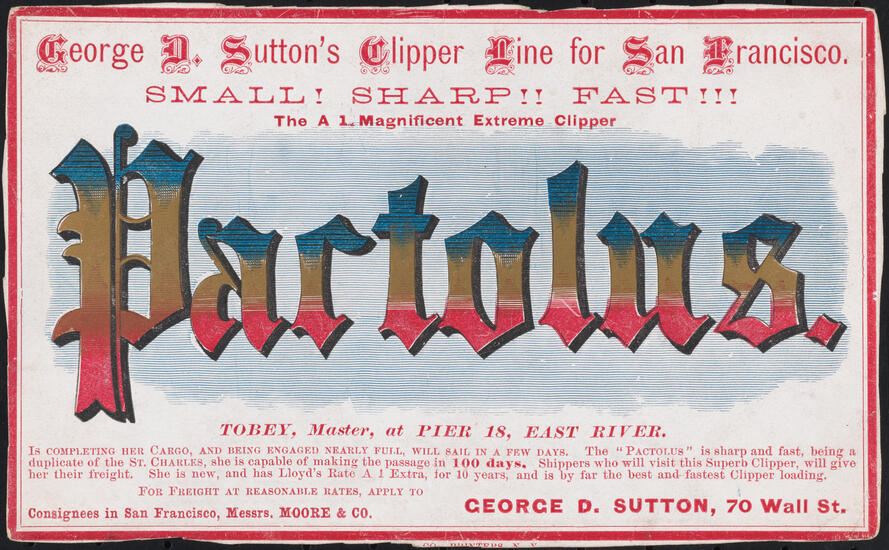 George D. Sutton's Clipper Line for San Francisco.
SMALL! SHARP!! FAST!!!
The A 1. Magnificent Extreme Clipper
Pactolus.
TOBEY, Master, at PIER 18, EAST RIVER.
Is completing her Cargo, and being engaged nearly full, will sail in a few days. The "Pactolus" is sharp and fast, being a
duplicate of the St. Charles, she is capable of making the passage in 100 days. Shippers who will visit this Superb Clipper, will give
her their freight. She is new, and has Lloyd's Rate A 1 Extra, for 10 years, and is by far the best and fastest Clipper loading.
For Freight at reasonable rates, apply to
Consignees in San Francisco, Messrs. MOORE & CO.
GEORGE D. SUTTON, 70 Wall St.